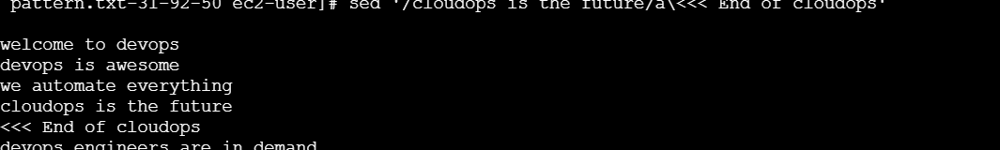 pattern.txt-31-92-50 ec2-user]# sed '/cloudops is the future/a\<<< End of cloudops'
welcome to devops
devops is awesome
we automate everything
cloudops is the future
<<< End of cloudops
devops engineers are in demand